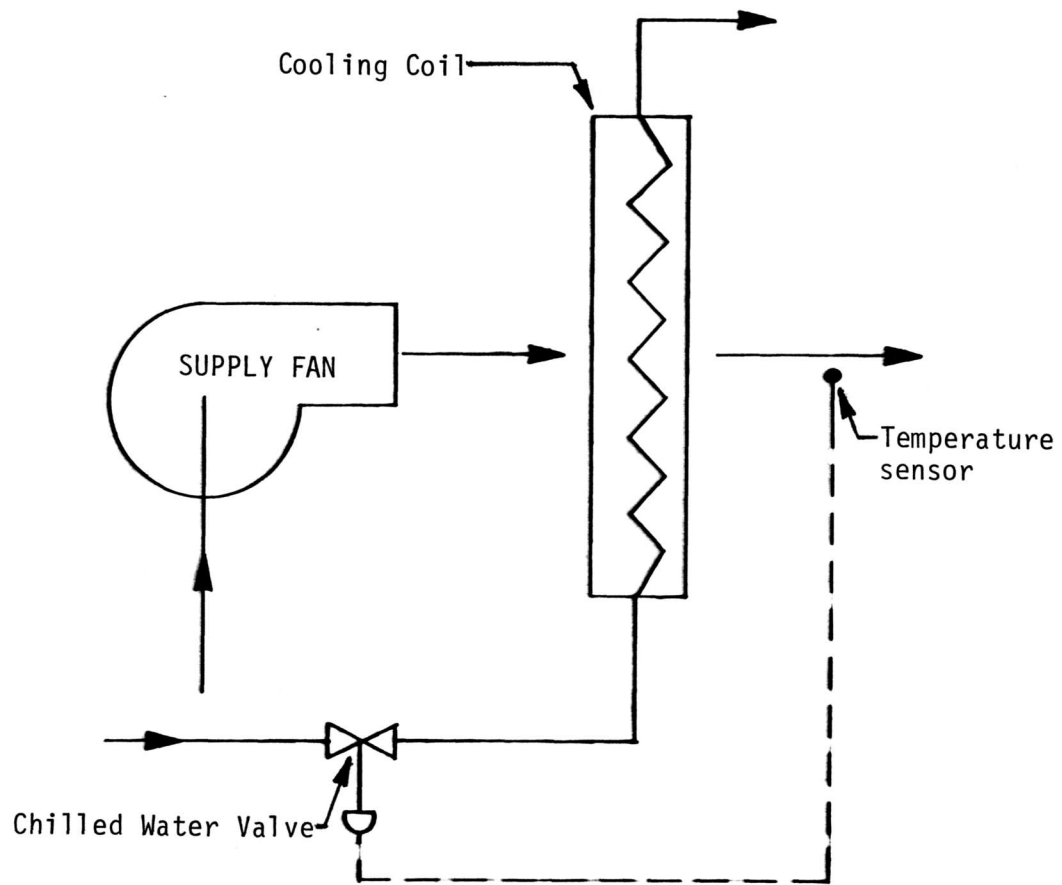 Cooling Coil
SUPPLY FAN
Temperature
sensor
Chilled Water Valve